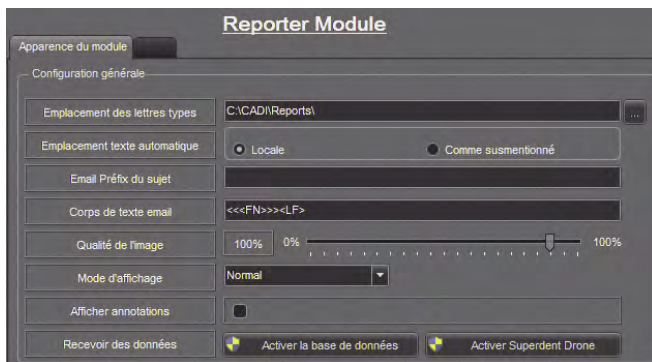 Reporter Module
Apparence du module
Configuration générale
Emplacement des lettres types C:\CADI\Reports\ ...
Emplacement texte automatique Locale Comme susmentionné
Email Préfix du sujet
Corps de texte email <<<FN>>><LF>
Qualité de l'image 100% 0% 100%
Mode d'affichage Normal
Afficher annotations
Recevoir des données Activer la base de données Activer Superdent Drone